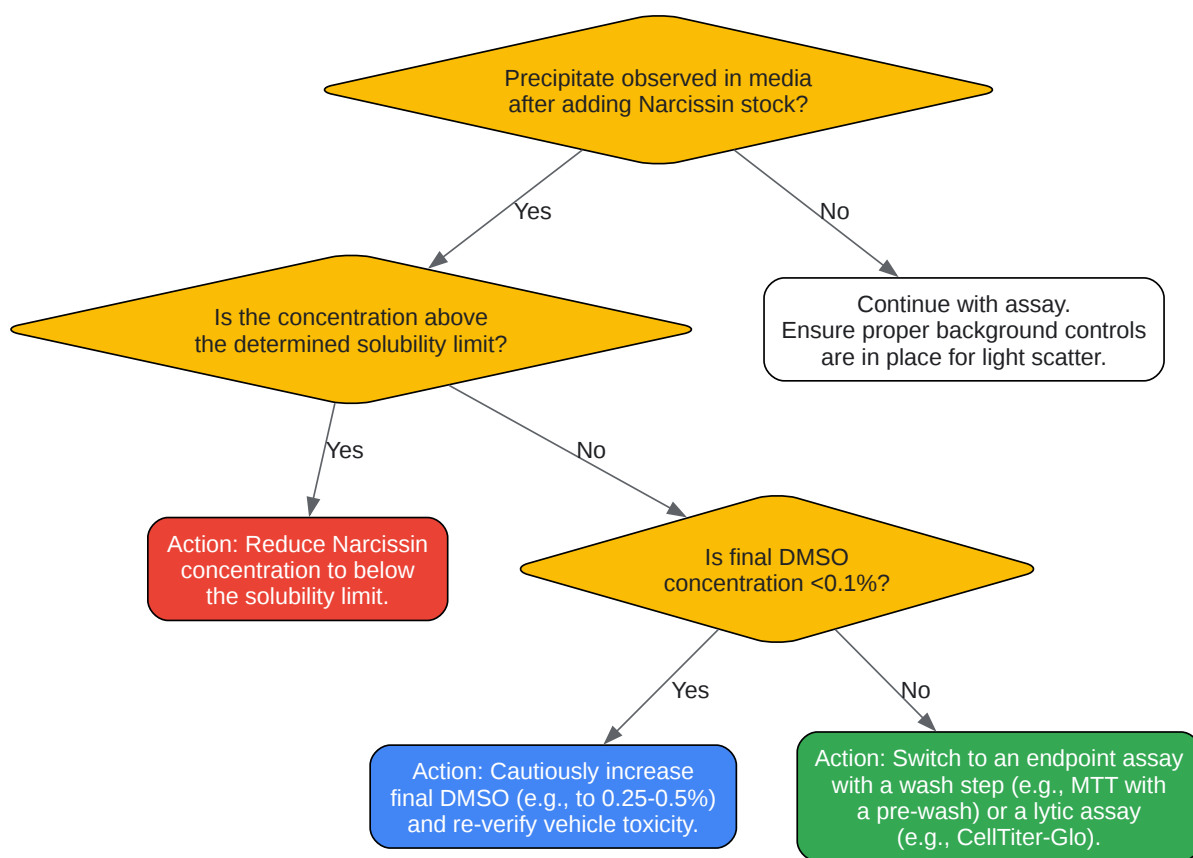 Precipitate observed in media
after adding Narcissin stock?
Yes
No
Is the concentration above
the determined solubility limit?
Continue with assay.
Ensure proper background controls
are in place for light scatter.
Yes
No
Action: Reduce Narcissin
concentration to below
the solubility limit.
Is final DMSO
concentration <0.1%?
Yes
No
Action: Cautiously increase
final DMSO (e.g., to 0.25-0.5%)
and re-verify vehicle toxicity.
Action: Switch to an endpoint assay
with a wash step (e.g., MTT with
a pre-wash) or a lytic assay
(e.g., CellTiter-Glo).